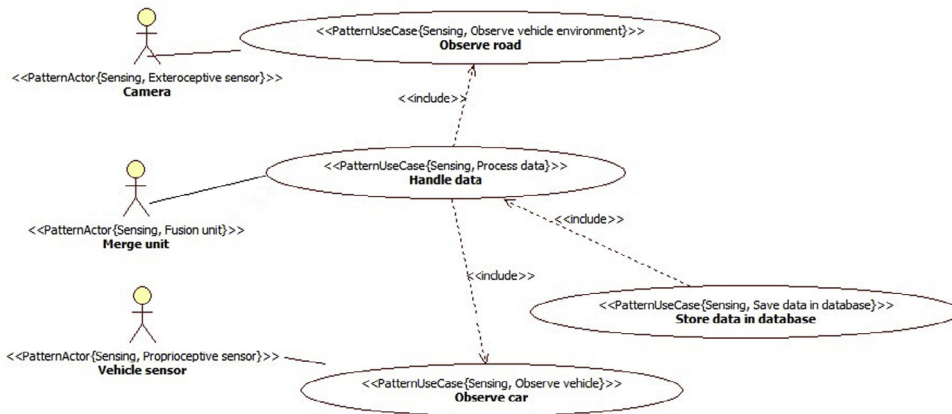 <<PatternUseCase{Sensing, Observe vehicle environment}>>
Observe road
<<PatternActor{Sensing, Exteroceptive sensor}>>
Camera
<<include>>
<<PatternUseCase{Sensing, Process data}>>
Handle data
<<PatternActor{Sensing, Fusion unit}>>
Merge unit
<<include>>
<<include>>
<<PatternUseCase{Sensing, Save data in database}>>
Store data in database
<<PatternActor{Sensing, Proprioceptive sensor}>>
Vehicle sensor
<<PatternUseCase{Sensing, Observe vehicle}>>
Observe car